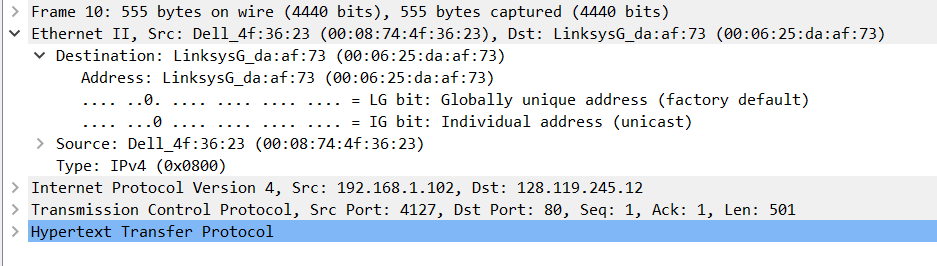 Frame 10: 555 bytes on wire (4440 bits), 555 bytes captured (4440 bits)
Ethernet II, Src: Dell_4f:36:23 (00:08:74:4f:36:23), Dst: LinksysG_da:af:73 (00:06:25:da:af:73)
Destination: LinksysG_da:af:73 (00:06:25:da:af:73)
Address: LinksysG_da:af:73 (00:06:25:da:af:73)
.... ..0. .... .... .... .... = LG bit: Globally unique address (factory default)
.... ...0 .... .... .... .... = IG bit: Individual address (unicast)
Source: Dell_4f:36:23 (00:08:74:4f:36:23)
Type: IPv4 (0x0800)
Internet Protocol Version 4, Src: 192.168.1.102, Dst: 128.119.245.12
Transmission Control Protocol, Src Port: 4127, Dst Port: 80, Seq: 1, Ack: 1, Len: 501
Hypertext Transfer Protocol